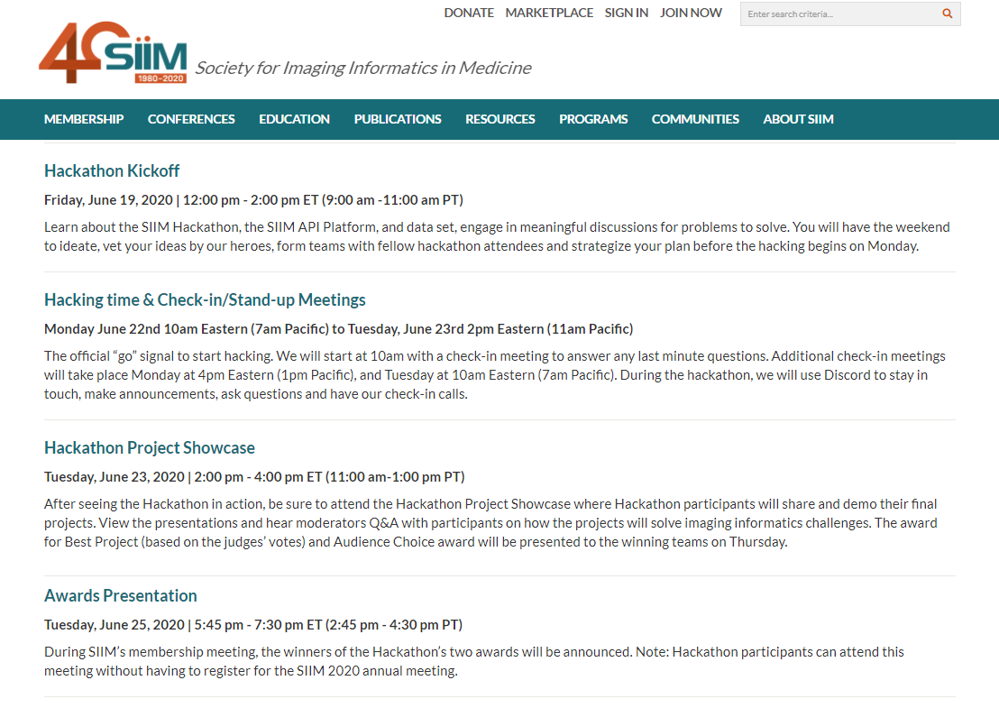 DONATE MARKETPLACE SIGN IN JOIN NOW Enter search criteria...
40 SiiM
1980-2020
Society for Imaging Informatics in Medicine
MEMBERSHIP CONFERENCES EDUCATION PUBLICATIONS RESOURCES PROGRAMS COMMUNITIES ABOUT SIIM
Hackathon Kickoff
Friday, June 19, 2020 | 12:00 pm - 2:00 pm ET (9:00 am -11:00 am PT)
Learn about the SIIM Hackathon, the SIIM API Platform, and data set, engage in meaningful discussions for problems to solve. You will have the weekend
to ideate, vet your ideas by our heroes, form teams with fellow hackathon attendees and strategize your plan before the hacking begins on Monday.
Hacking time & Check-in/Stand-up Meetings
Monday June 22nd 10am Eastern (7am Pacific) to Tuesday, June 23rd 2pm Eastern (11am Pacific)
The official “go” signal to start hacking. We will start at 10am with a check-in meeting to answer any last minute questions. Additional check-in meetings
will take place Monday at 4pm Eastern (1pm Pacific), and Tuesday at 10am Eastern (7am Pacific). During the hackathon, we will use Discord to stay in
touch, make announcements, ask questions and have our check-in calls.
Hackathon Project Showcase
Tuesday, June 23, 2020 | 2:00 pm - 4:00 pm ET (11:00 am-1:00 pm PT)
After seeing the Hackathon in action, be sure to attend the Hackathon Project Showcase where Hackathon participants will share and demo their final
projects. View the presentations and hear moderators Q&A with participants on how the projects will solve imaging informatics challenges. The award
for Best Project (based on the judges’ votes) and Audience Choice award will be presented to the winning teams on Thursday.
Awards Presentation
Tuesday, June 25, 2020 | 5:45 pm - 7:30 pm ET (2:45 pm - 4:30 pm PT)
During SIIM’s membership meeting, the winners of the Hackathon’s two awards will be announced. Note: Hackathon participants can attend this
meeting without having to register for the SIIM 2020 annual meeting.